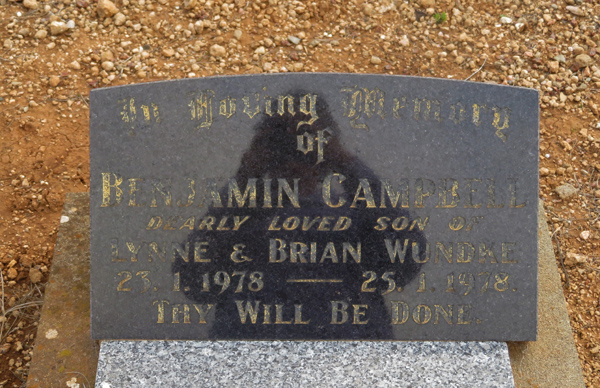 In Loving Memory
of
BENJAMIN CAMPBELL
DEARLY LOVED SON OF
LYNNE & BRIAN WUNDKE
23. 1. 1978 — 25. 1. 1978.
THY WILL BE DONE.